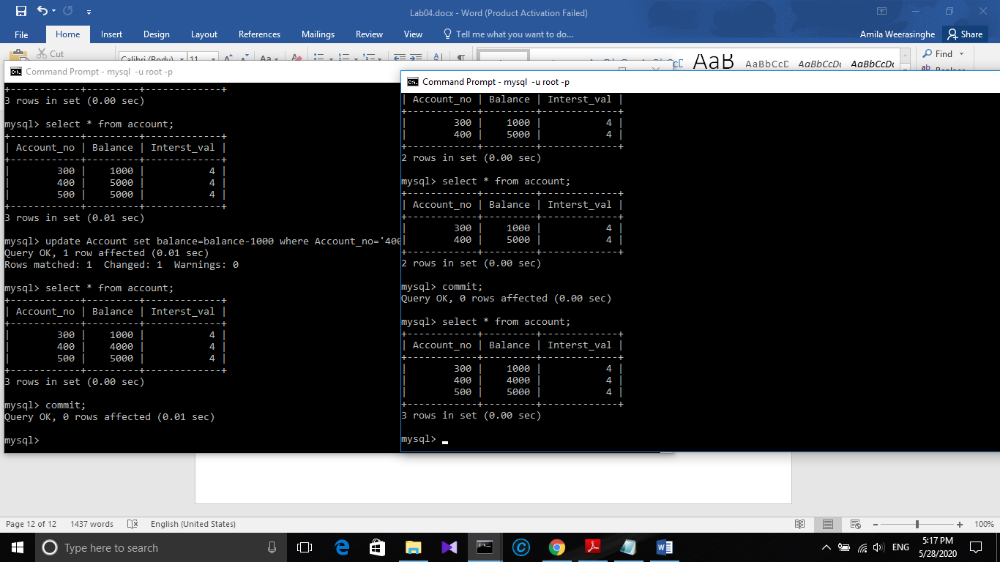 Lab04.docx - Word (Product Activation Failed)
File Home Insert Design Layout References Mailings Review View Tell me what you want to do... Amila Weerasinghe Share
Cut Calibri (Body) 11 Aa AaB AaBbCcD AaBbCcDc AaBbCcDc Find
Command Prompt - mysql -u root -p
+------------+---------+-------------+
3 rows in set (0.00 sec)
mysql> select * from account;
+------------+---------+-------------+
| Account_no | Balance | Interst_val |
+------------+---------+-------------+
| 300 | 1000 | 4 |
| 400 | 5000 | 4 |
| 500 | 5000 | 4 |
+------------+---------+-------------+
3 rows in set (0.01 sec)
mysql> update Account set balance=balance-1000 where Account_no='400
Query OK, 1 row affected (0.01 sec)
Rows matched: 1 Changed: 1 Warnings: 0
mysql> select * from account;
+------------+---------+-------------+
| Account_no | Balance | Interst_val |
+------------+---------+-------------+
| 300 | 1000 | 4 |
| 400 | 4000 | 4 |
| 500 | 5000 | 4 |
+------------+---------+-------------+
3 rows in set (0.00 sec)
mysql> commit;
Query OK, 0 rows affected (0.01 sec)
mysql>
Command Prompt - mysql -u root -p
| Account_no | Balance | Interst_val |
+------------+---------+-------------+
| 300 | 1000 | 4 |
| 400 | 5000 | 4 |
+------------+---------+-------------+
2 rows in set (0.00 sec)
mysql> select * from account;
+------------+---------+-------------+
| Account_no | Balance | Interst_val |
+------------+---------+-------------+
| 300 | 1000 | 4 |
| 400 | 5000 | 4 |
+------------+---------+-------------+
2 rows in set (0.00 sec)
mysql> commit;
Query OK, 0 rows affected (0.00 sec)
mysql> select * from account;
+------------+---------+-------------+
| Account_no | Balance | Interst_val |
+------------+---------+-------------+
| 300 | 1000 | 4 |
| 400 | 4000 | 4 |
| 500 | 5000 | 4 |
+------------+---------+-------------+
3 rows in set (0.00 sec)
mysql>
Page 12 of 12 1437 words English (United States) 100%
Type here to search ENG 5:17 PM
5/28/2020